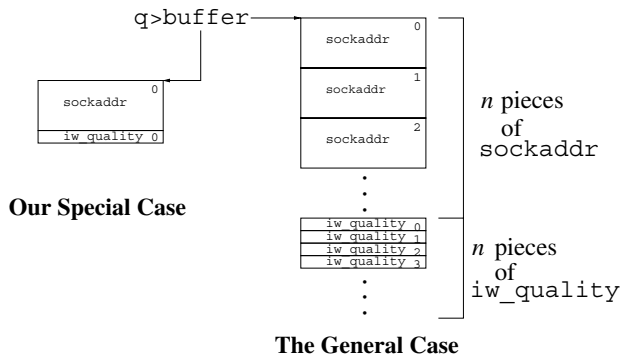 q>buffer
0
sockaddr
iw_quality 0
Our Special Case
0
sockaddr
1
sockaddr
2
sockaddr
n pieces
of
sockaddr
iw_quality 0
iw_quality 1
iw_quality 2
iw_quality 3
n pieces
of
iw_quality
The General Case